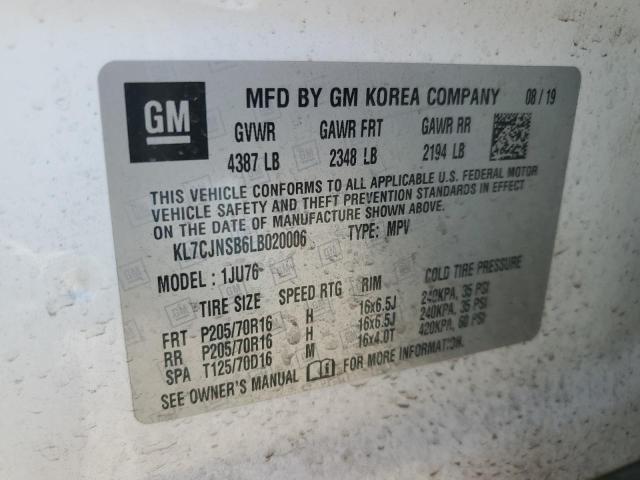 GM
MFD BY GM KOREA COMPANY 08/19
GVWR GAWR FRT GAWR RR
4387 LB 2348 LB 2194 LB
THIS VEHICLE CONFORMS TO ALL APPLICABLE U.S. FEDERAL MOTOR
VEHICLE SAFETY AND THEFT PREVENTION STANDARDS IN EFFECT
ON THE DATE OF MANUFACTURE SHOWN ABOVE.
KL7CJNSB6LB020006 TYPE: MPV
MODEL : 1JU76
TIRE SIZE SPEED RTG RIM COLD TIRE PRESSURE
FRT P205/70R16 H 16x6.5J 240KPA, 35 PSI
RR P205/70R16 H 16x6.5J 240KPA, 35 PSI
SPA T125/70D16 M 16x4.0T 420KPA, 60 PSI
SEE OWNER'S MANUAL FOR MORE INFORMATION.